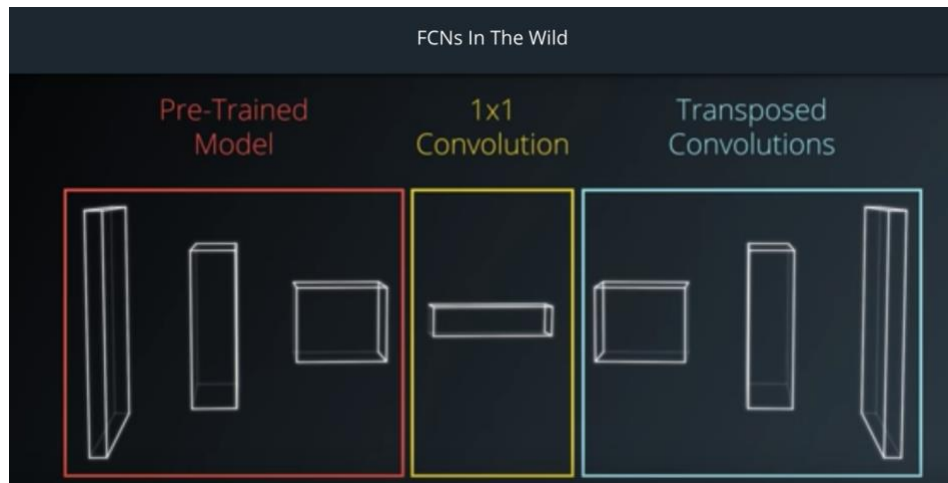 FCNs In The Wild
Pre-Trained
Model
1x1
Convolution
Transposed
Convolutions